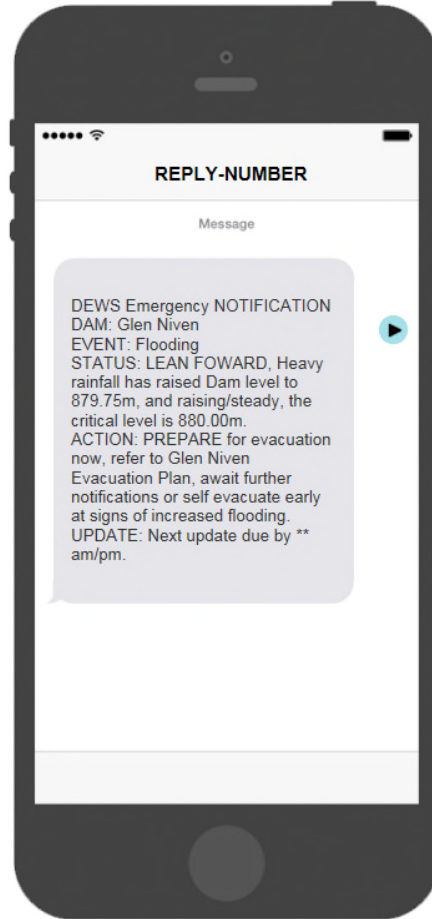 REPLY-NUMBER
Message
DEWS Emergency NOTIFICATION
DAM: Glen Niven
EVENT: Flooding
STATUS: LEAN FOWARD, Heavy
rainfall has raised Dam level to
879.75m, and raising/steady, the
critical level is 880.00m.
ACTION: PREPARE for evacuation
now, refer to Glen Niven
Evacuation Plan, await further
notifications or self evacuate early
at signs of increased flooding.
UPDATE: Next update due by **
am/pm.